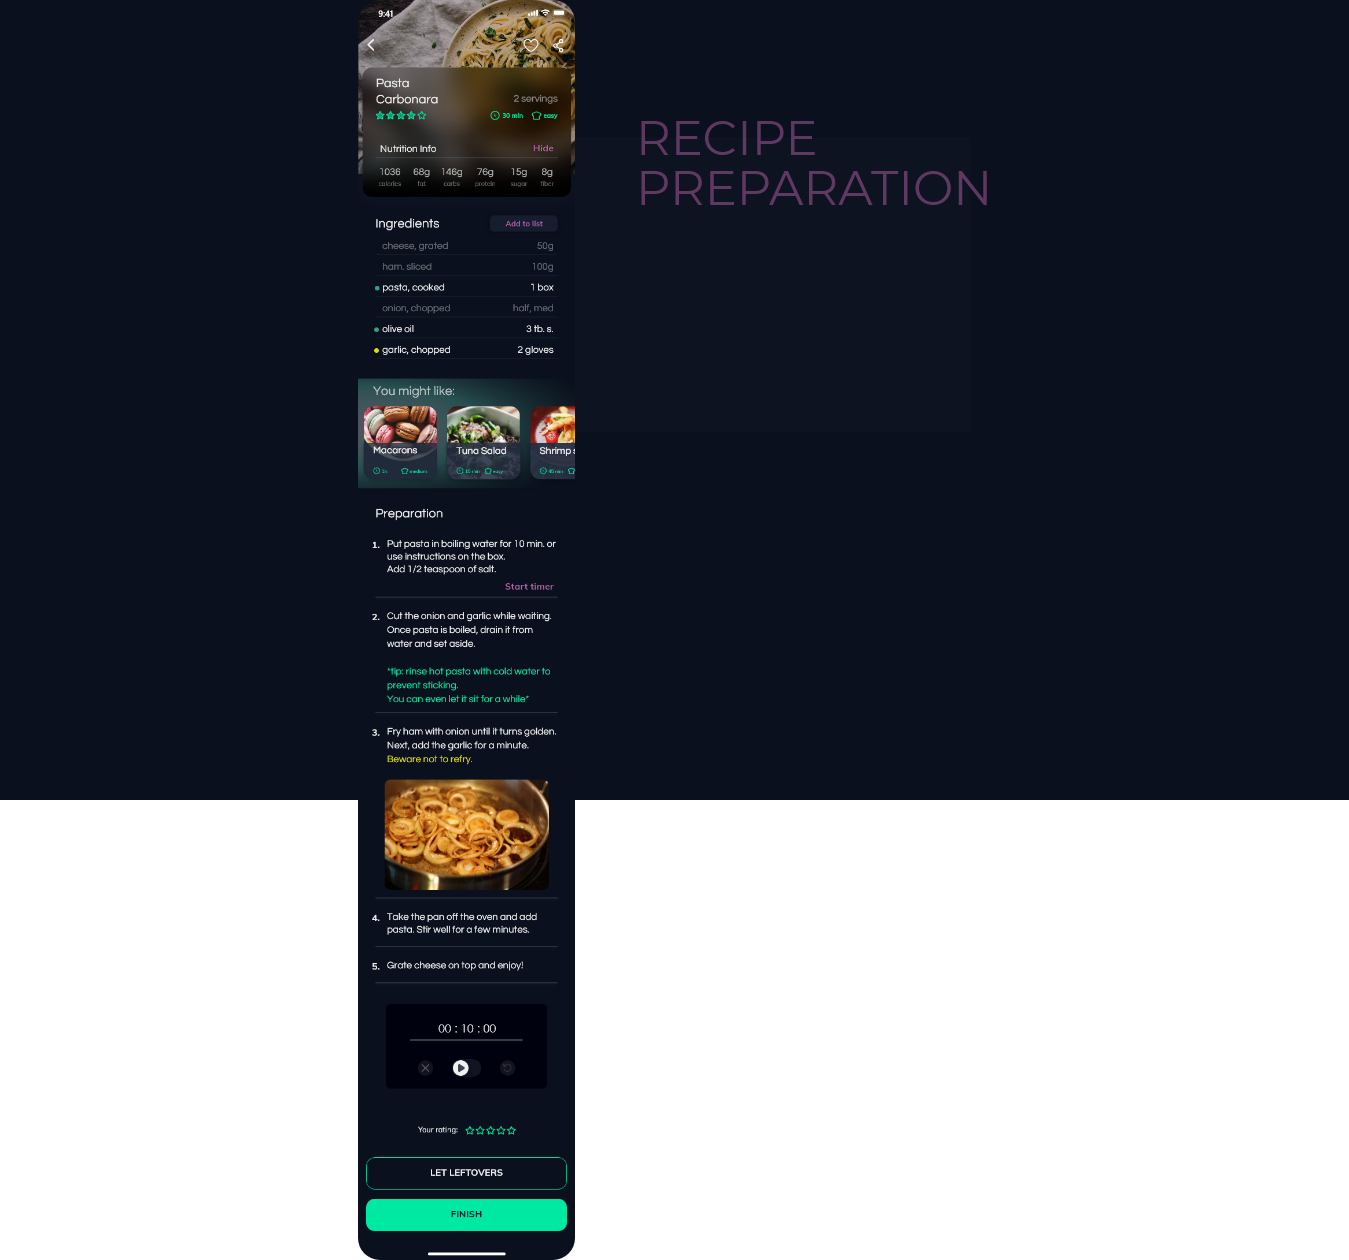 9:41
Pasta
Carbonara
2 servings
30 min
easy
Nutrition Info
Hide
1036 68g 146g 76g 15g 8g
calories fat carbs protein sugar fiber
Ingredients
Add to list
cheese, grated 50g
ham. sliced 100g
pasta, cooked 1 box
onion, chopped half, med
olive oil 3 tb. s.
garlic, chopped 2 gloves
You might like:
Macarons Tuna Salad Shrimp s
medium 10 min easy 45 min
Preparation
1. Put pasta in boiling water for 10 min. or
use instructions on the box.
Add 1/2 teaspoon of salt.
Start timer
2. Cut the onion and garlic while waiting.
Once pasta is boiled, drain it from
water and set aside.
*tip: rinse hot pasta with cold water to
prevent sticking.
You can even let it sit for a while*
3. Fry ham with onion until it turns golden.
Next, add the garlic for a minute.
Beware not to refry.
4. Take the pan off the oven and add
pasta. Stir well for a few minutes.
5. Grate cheese on top and enjoy!
00 : 10 : 00
Your rating:
LET LEFTOVERS
FINISH
RECIPE
PREPARATION